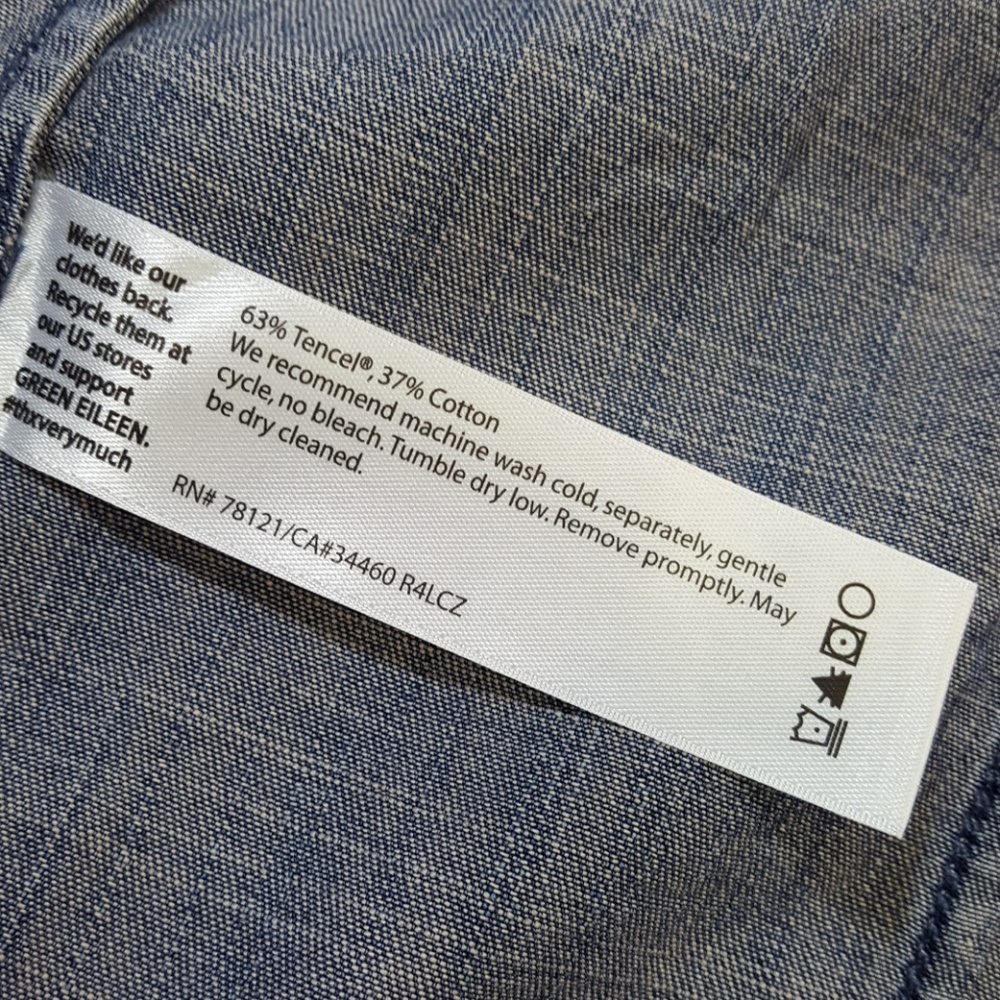 We'd like our
clothes back.
Recycle them at
our US stores
and support
GREEN EILEEN.
#thxverymuch
63% Tencel®, 37% Cotton
We recommend machine wash cold, separately, gentle
cycle, no bleach. Tumble dry low. Remove promptly. May
be dry cleaned.
RN# 78121/CA#34460 R4LCZ